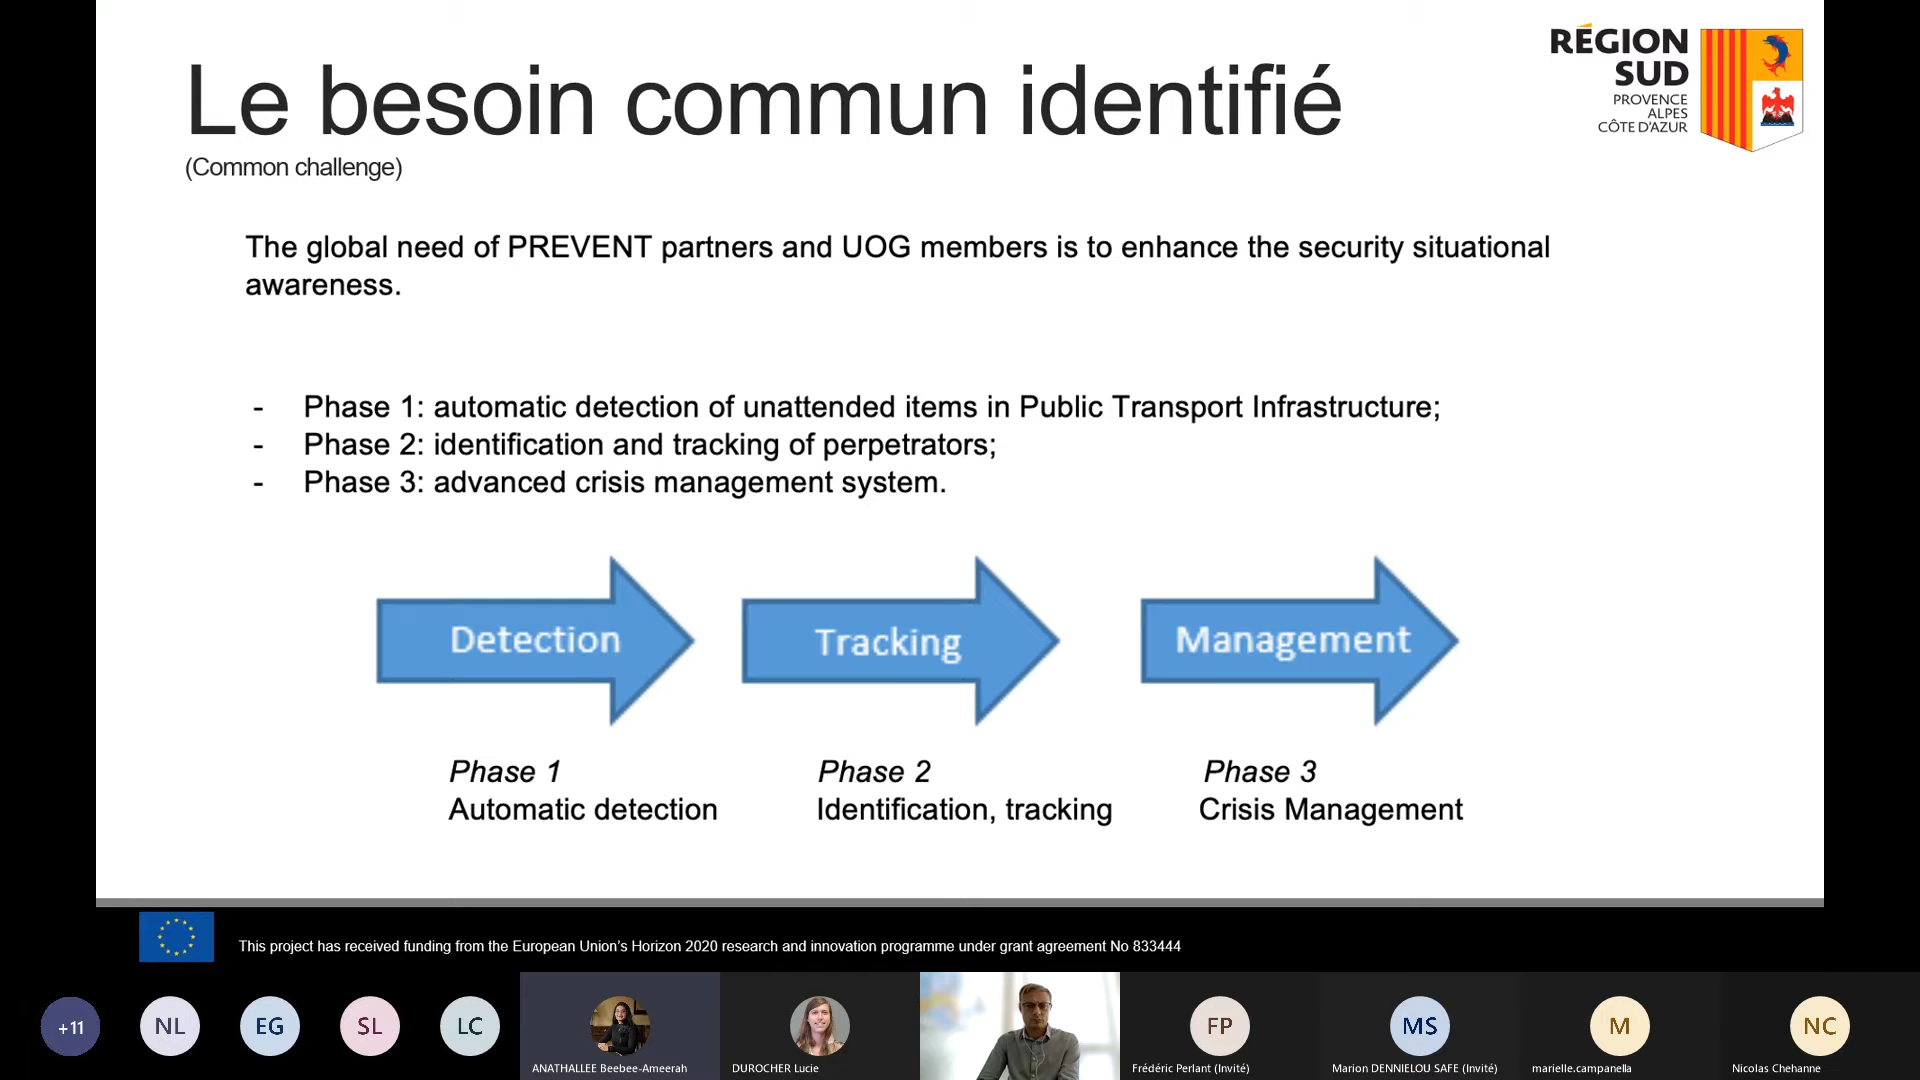 Le besoin commun identifié
(Common challenge)
RÉGION
SUD
PROVENCE
ALPES
CÔTE D'AZUR
The global need of PREVENT partners and UOG members is to enhance the security situational
awareness.
- Phase 1: automatic detection of unattended items in Public Transport Infrastructure;
- Phase 2: identification and tracking of perpetrators;
- Phase 3: advanced crisis management system.
Detection
Tracking
Management
Phase 1
Automatic detection
Phase 2
Identification, tracking
Phase 3
Crisis Management
This project has received funding from the European Union's Horizon 2020 research and innovation programme under grant agreement No 833444
+11
NL
EG
SL
LC
ANATHALLEE Beebee-Ameerah
DUROCHER Lucie
FP
Frédéric Perlant (Invité)
MS
Marion DENNIELOU SAFE (Invité)
M
marielle.campanella
NC
Nicolas Chehanne